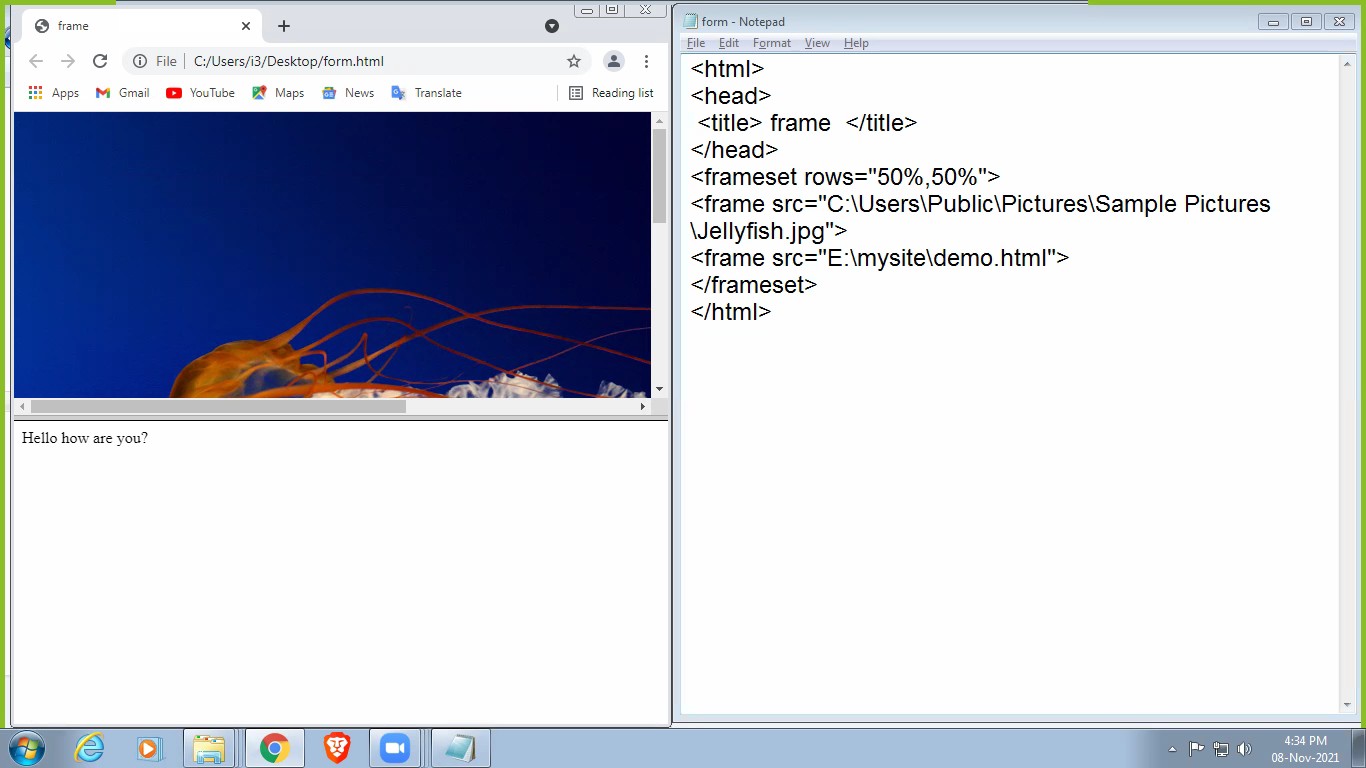 frame
File
C:/Users/i3/Desktop/form.html
Apps Gmail YouTube Maps News Translate Reading list
Hello how are you?
form - Notepad
File Edit Format View Help
<html>
<head>
<title> frame </title>
</head>
<frameset rows="50%,50%">
<frame src="C:\Users\Public\Pictures\Sample Pictures
\Jellyfish.jpg">
<frame src="E:\mysite\demo.html">
</frameset>
</html>
4:34 PM
08-Nov-2021